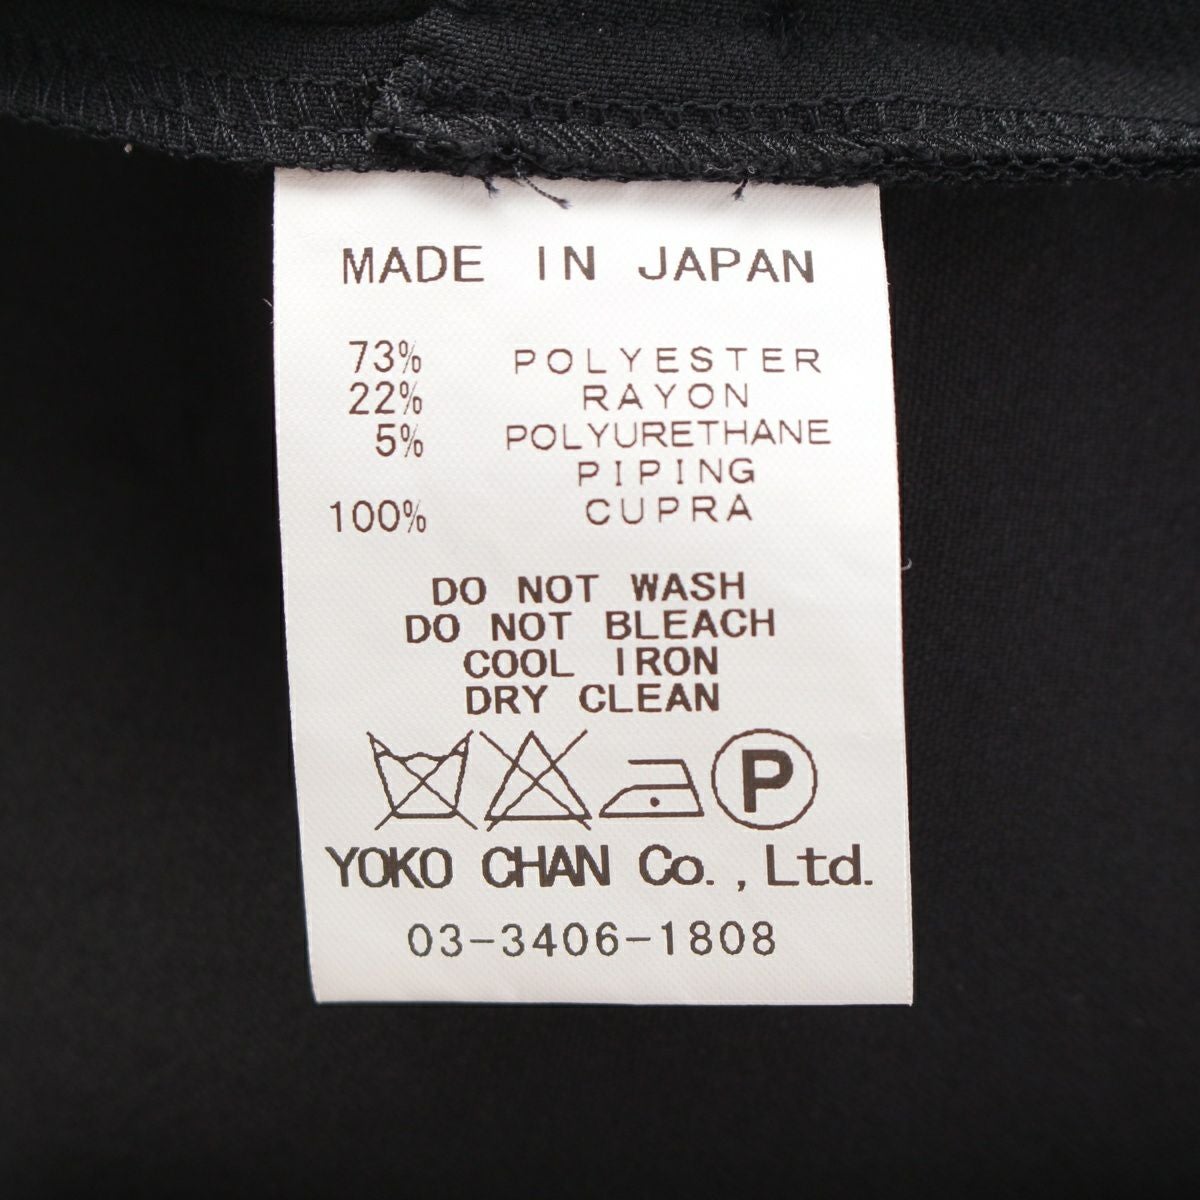 MADE IN JAPAN
73% POLYESTER
22% RAYON
5% POLYURETHANE
PIPING
100% CUPRA
DO NOT WASH
DO NOT BLEACH
COOL IRON
DRY CLEAN
P
YOKO CHAN Co.,Ltd.
03-3406-1808